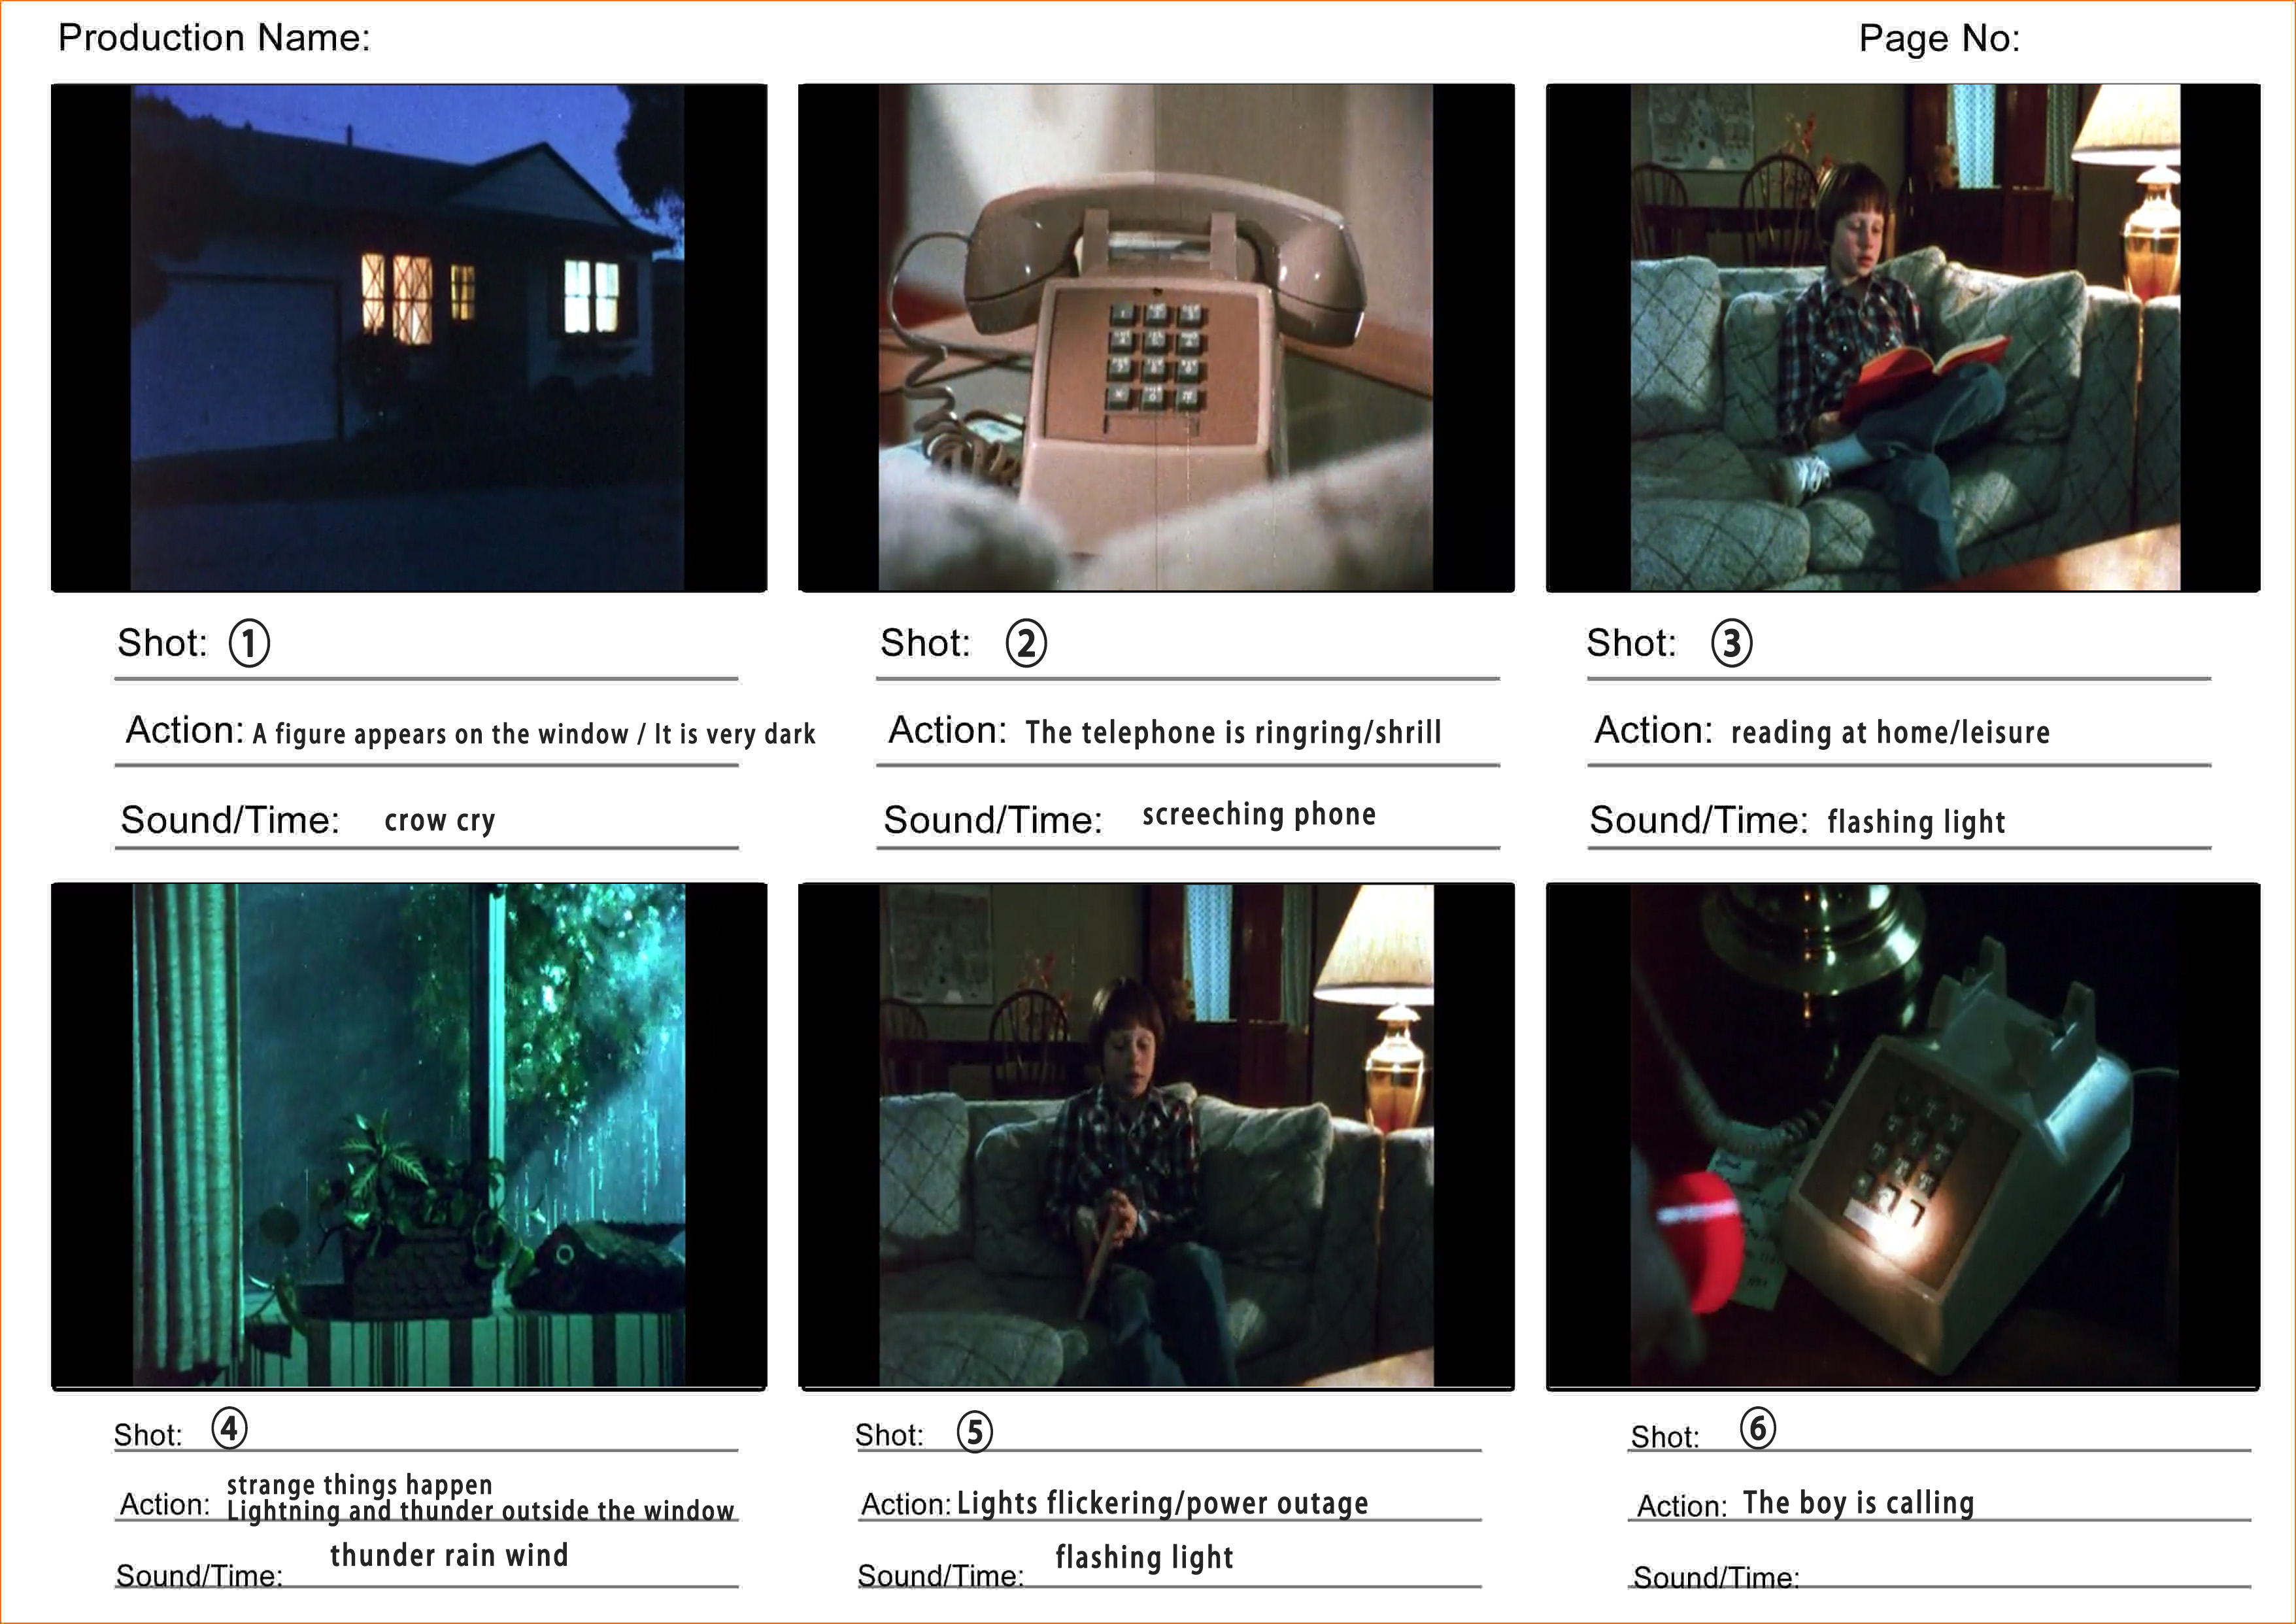 Production Name:
Page No:
Shot: ①
Action: A figure appears on the window / It is very dark
Sound/Time: crow cry
Shot: ②
Action: The telephone is ringring/shrill
Sound/Time: screeching phone
Shot: ③
Action: reading at home/leisure
Sound/Time: flashing light
Shot: ④
strange things happen
Action: Lightning and thunder outside the window
thunder rain wind
Sound/Time:
Shot: ⑤
Action: Lights flickering/power outage
flashing light
Sound/Time:
Shot: ⑥
Action: The boy is calling
Sound/Time: